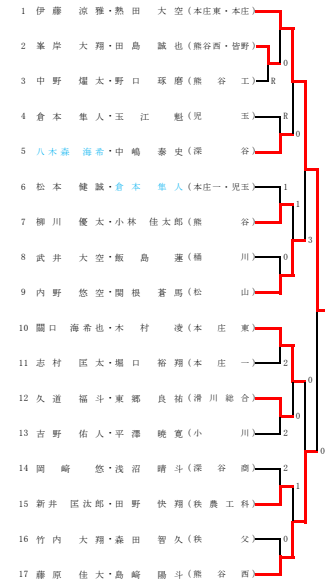 1 伊藤 涼雅・熱田 大空(本庄東・本庄)
2 峯岸 大翔・田島 誠也(熊谷西・皆野)
0
3 中野 燿太・野口 琢磨(熊谷工)
R
4 倉本 隼人・玉江 魁(児玉)
R
0
5 八木森 海希・中嶋 泰史(深谷)
6 松本 健誠・倉本 隼人(本庄一・児玉)
1
1
7 柳川 優太・小林 佳太郎(熊谷)
3
8 武井 大空・飯島 蓮(桶川)
0
9 内野 悠空・関根 蒼馬(松山)
10 關口 海希也・木村 凌(本庄東)
11 志村 匡太・堀口 裕翔(本庄一)
2
0
12 久道 福斗・東郷 良祐(滑川総合)
0
13 吉野 佑人・平澤 暁寛(小川)
2
0
14 岡崎 悠・浅沼 晴斗(深谷商)
2
1
15 新井 匡汰郎・田野 快翔(秩農工科)
16 竹内 大翔・森田 智久(秩父)
0
17 藤原 佳大・島崎 陽斗(熊谷西)